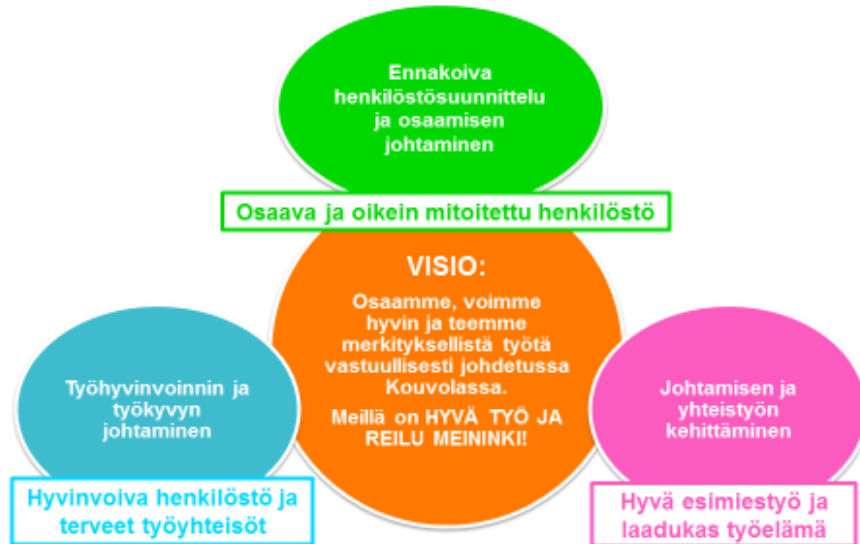 Ennakoiva
henkilöstösuunnittelu
ja osaamisen
johtaminen
Osaava ja oikein mitoitettu henkilöstö
VISIO:
Osaamme, voimme
hyvin ja teemme
merkityksellistä työtä
vastuullisesti johdetussa
Kouvolassa.
Meillä on HYVÄ TYÖ JA
REILU MEININKI!
Työhyvinvoinnin ja
työkyvyn
johtaminen
Hyvinvoiva henkilöstö ja
terveet työyhteisöt
Johtamisen ja
yhteistyön
kehittäminen
Hyvä esimiestyö ja
laadukas työelämä